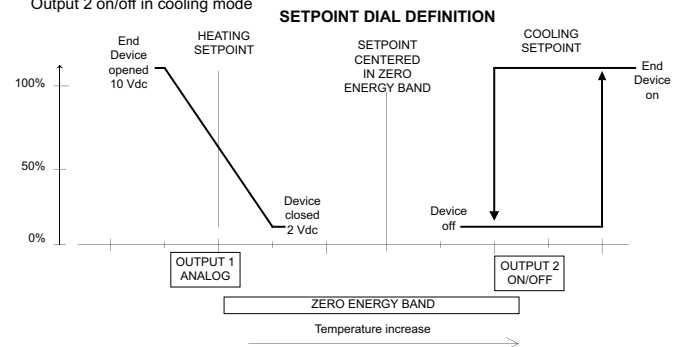 Output 2 on/off in cooling mode
SETPOINT DIAL DEFINITION
End
Device
opened
10 Vdc
HEATING
SETPOINT
SETPOINT
CENTERED
IN ZERO
ENERGY BAND
COOLING
SETPOINT
End
Device
on
100%
50%
0%
Device
closed
2 Vdc
Device
off
OUTPUT 1
ANALOG
OUTPUT 2
ON/OFF
ZERO ENERGY BAND
Temperature increase